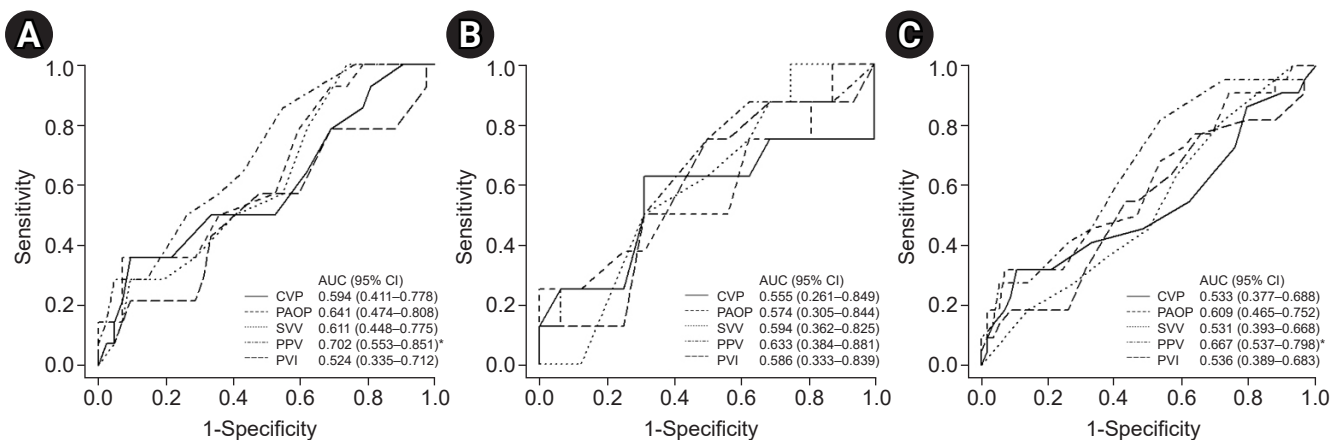 A
Sensitivity
1.0
0.8
0.6
0.4
0.2
0.0
AUC (95% CI)
CVP 0.594 (0.411–0.778)
PAOP 0.641 (0.474–0.808)
SVV 0.611 (0.448–0.775)
PPV 0.702 (0.553–0.851)*
PVI 0.524 (0.335–0.712)
0.0 0.2 0.4 0.6 0.8 1.0
1-Specificity
B
Sensitivity
1.0
0.8
0.6
0.4
0.2
0.0
AUC (95% CI)
CVP 0.555 (0.261–0.849)
PAOP 0.574 (0.305–0.844)
SVV 0.594 (0.362–0.825)
PPV 0.633 (0.384–0.881)
PVI 0.586 (0.333–0.839)
0.0 0.2 0.4 0.6 0.8 1.0
1-Specificity
C
Sensitivity
1.0
0.8
0.6
0.4
0.2
0.0
AUC (95% CI)
CVP 0.533 (0.377–0.688)
PAOP 0.609 (0.465–0.752)
SVV 0.531 (0.393–0.668)
PPV 0.667 (0.537–0.798)*
PVI 0.536 (0.389–0.683)
0.0 0.2 0.4 0.6 0.8 1.0
1-Specificity